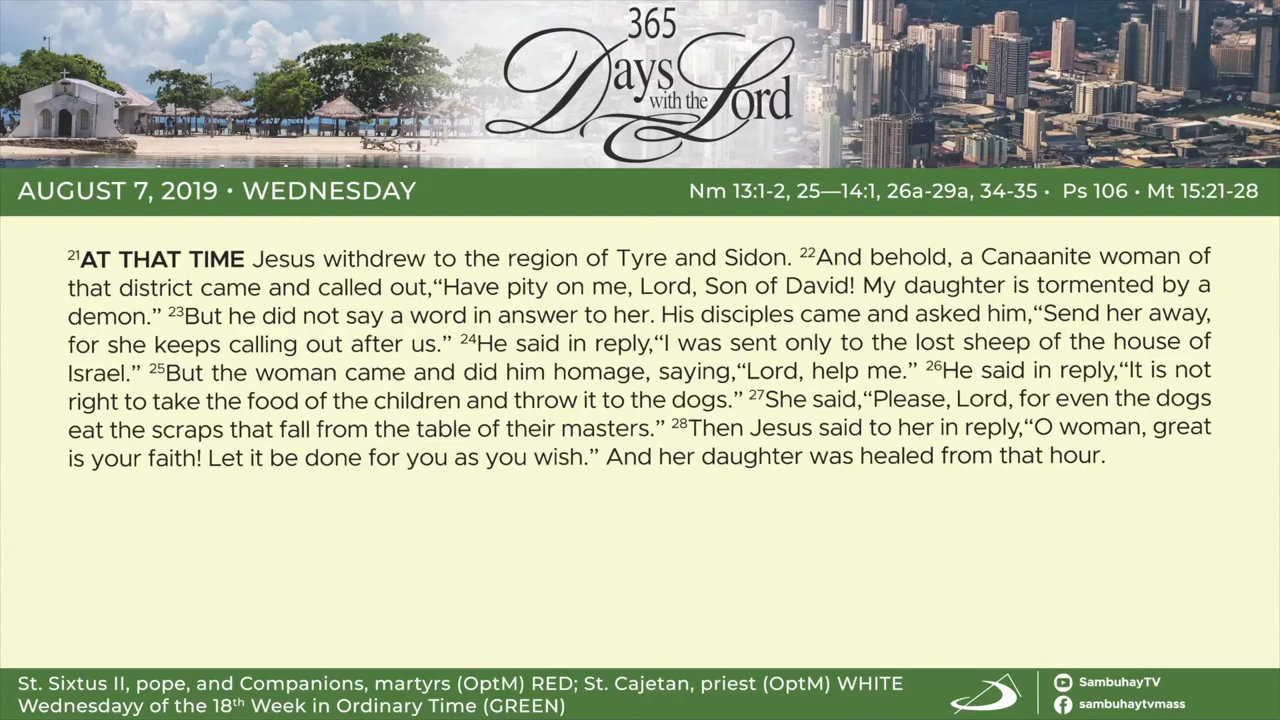 365
Days with the Lord
AUGUST 7, 2019 • WEDNESDAY
Nm 13:1-2, 25—14:1, 26a-29a, 34-35 • Ps 106 • Mt 15:21-28
²¹AT THAT TIME Jesus withdrew to the region of Tyre and Sidon. ²²And behold, a Canaanite woman of
that district came and called out,“Have pity on me, Lord, Son of David! My daughter is tormented by a
demon.” ²³But he did not say a word in answer to her. His disciples came and asked him,“Send her away,
for she keeps calling out after us.” ²⁴He said in reply,“I was sent only to the lost sheep of the house of
Israel.” ²⁵But the woman came and did him homage, saying,“Lord, help me.” ²⁶He said in reply,“It is not
right to take the food of the children and throw it to the dogs.” ²⁷She said,“Please, Lord, for even the dogs
eat the scraps that fall from the table of their masters.” ²⁸Then Jesus said to her in reply,“O woman, great
is your faith! Let it be done for you as you wish.” And her daughter was healed from that hour.
St. Sixtus II, pope, and Companions, martyrs (OptM) RED; St. Cajetan, priest (OptM) WHITE
Wednesdayy of the 18th Week in Ordinary Time (GREEN)
SambuhayTV
sambuhaytvmass